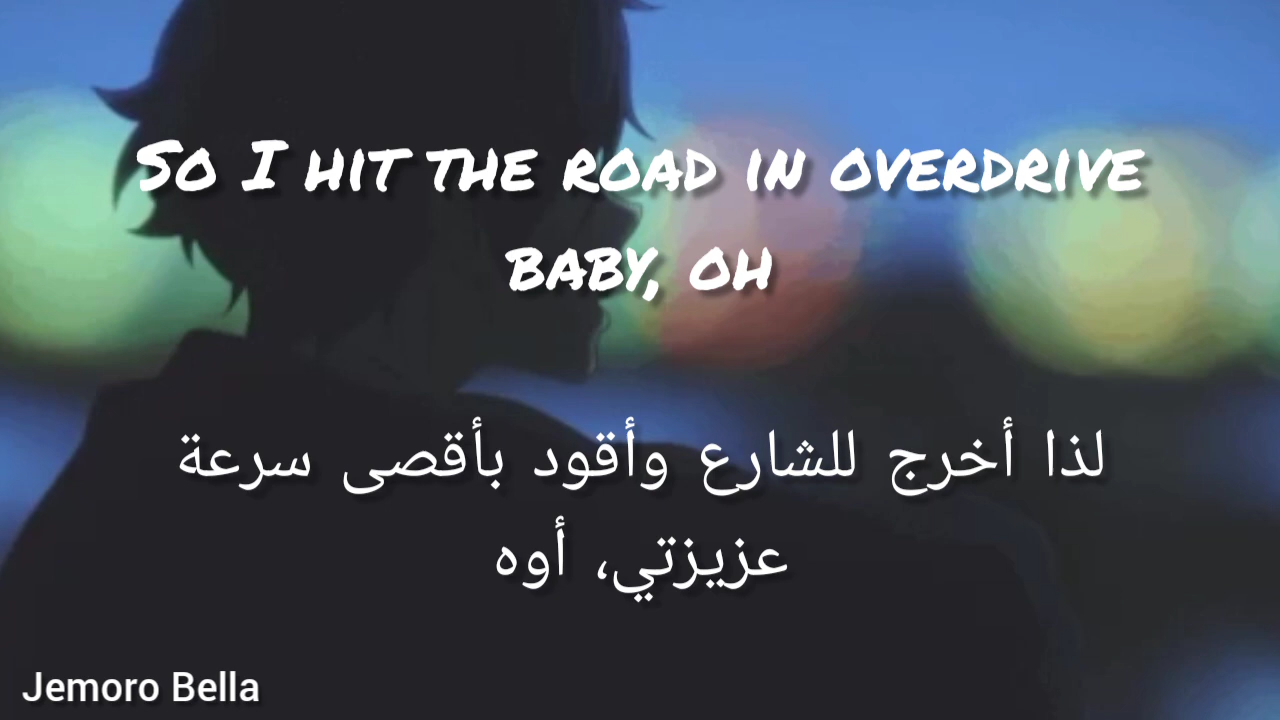 So I hit the road in overdrive
baby, oh
لذا أخرج للشارع وأقود بأقصى سرعة
عزيزتي، أوه
Jemoro Bella